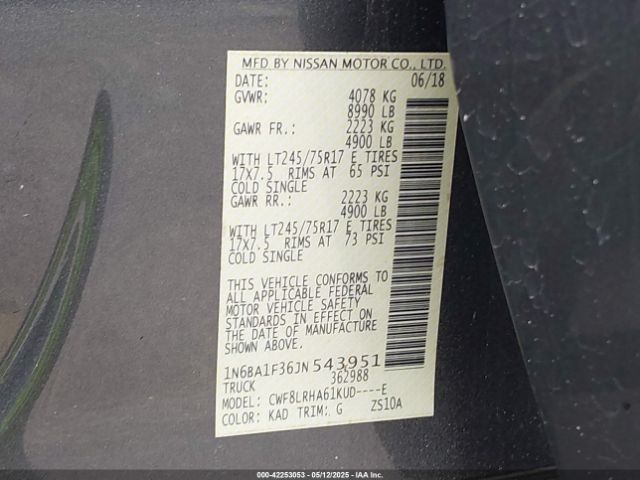 MFD BY NISSAN MOTOR CO., LTD.
DATE: 06/18
GVWR: 4078 KG
8990 LB
GAWR FR.: 2223 KG
4900 LB
WITH LT245/75R17 E TIRES
17x7.5 RIMS AT 65 PSI
COLD SINGLE
GAWR RR.: 2223 KG
4900 LB
WITH LT245/75R17 E TIRES
17x7.5 RIMS AT 73 PSI
COLD SINGLE
THIS VEHICLE CONFORMS TO
ALL APPLICABLE FEDERAL
MOTOR VEHICLE SAFETY
STANDARDS IN EFFECT ON
THE DATE OF MANUFACTURE
SHOWN ABOVE.
1N6BA1F36JN543951
TRUCK 362988
MODEL: CWF8LRHA61KUD----E
COLOR: KAD TRIM: G ZS10A
000-42253053 - 05/12/2025 - IAAI.COM